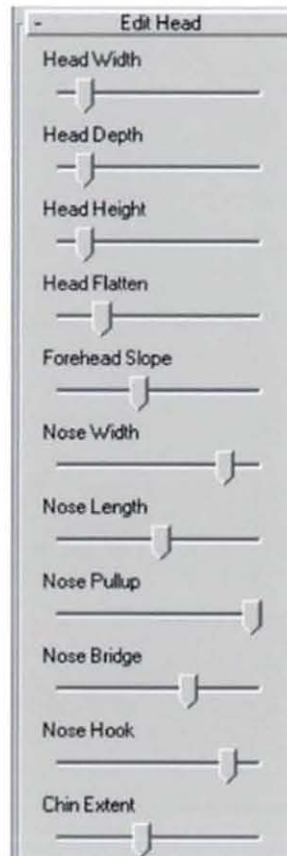 - Edit Head
Head Width
Head Depth
Head Height
Head Flatten
Forehead Slope
Nose Width
Nose Length
Nose Pullup
Nose Bridge
Nose Hook
Chin Extent